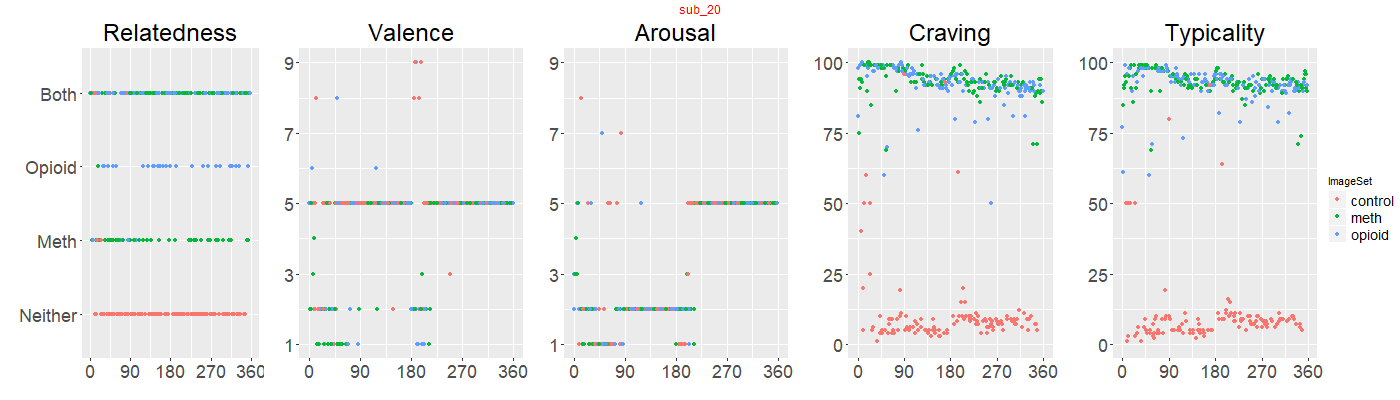 sub_20
Relatedness
Valence
Arousal
Craving
Typicality
Both
Opioid
Meth
Neither
0 90 180 270 360
9
7
5
3
1
0 90 180 270 360
9
7
5
3
1
0 90 180 270 360
100
75
50
25
0
0 90 180 270 360
100
75
50
25
0
0 90 180 270 360
ImageSet
control
meth
opioid